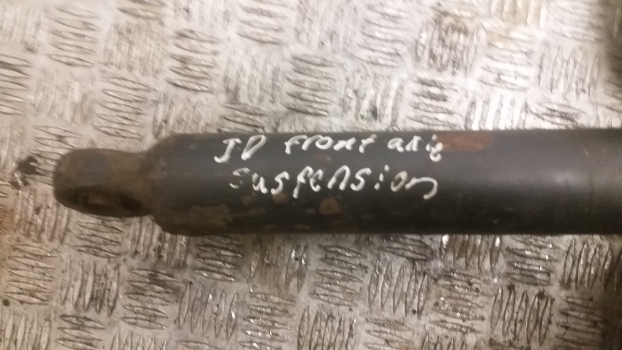 JD front axle
suspension